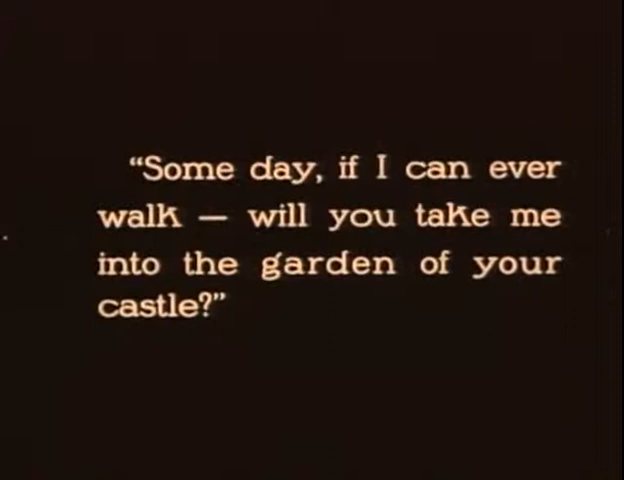 “Some day, if I can ever
walk — will you take me
into the garden of your
castle?”